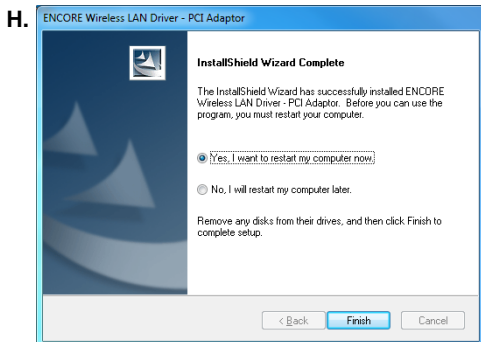 H.
ENCORE Wireless LAN Driver - PCI Adaptor
InstallShield Wizard Complete
The InstallShield Wizard has successfully installed ENCORE
Wireless LAN Driver - PCI Adaptor. Before you can use the
program, you must restart your computer.
Yes, I want to restart my computer now.
No, I will restart my computer later.
Remove any disks from their drives, and then click Finish to
complete setup.
< Back Finish Cancel